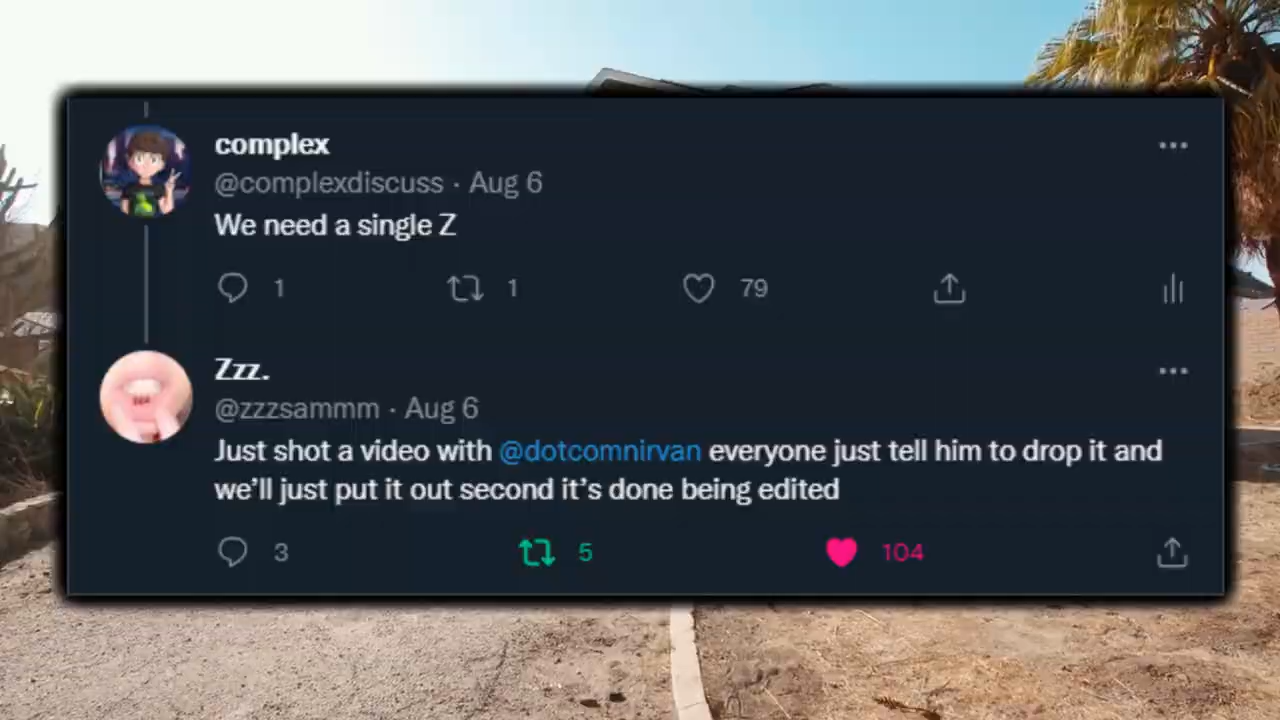 complex
@complexdiscuss · Aug 6
We need a single Z
1 1 79
Zzz.
@zzzsammm · Aug 6
Just shot a video with @dotcomnirvan everyone just tell him to drop it and
we'll just put it out second it's done being edited
3 5 104